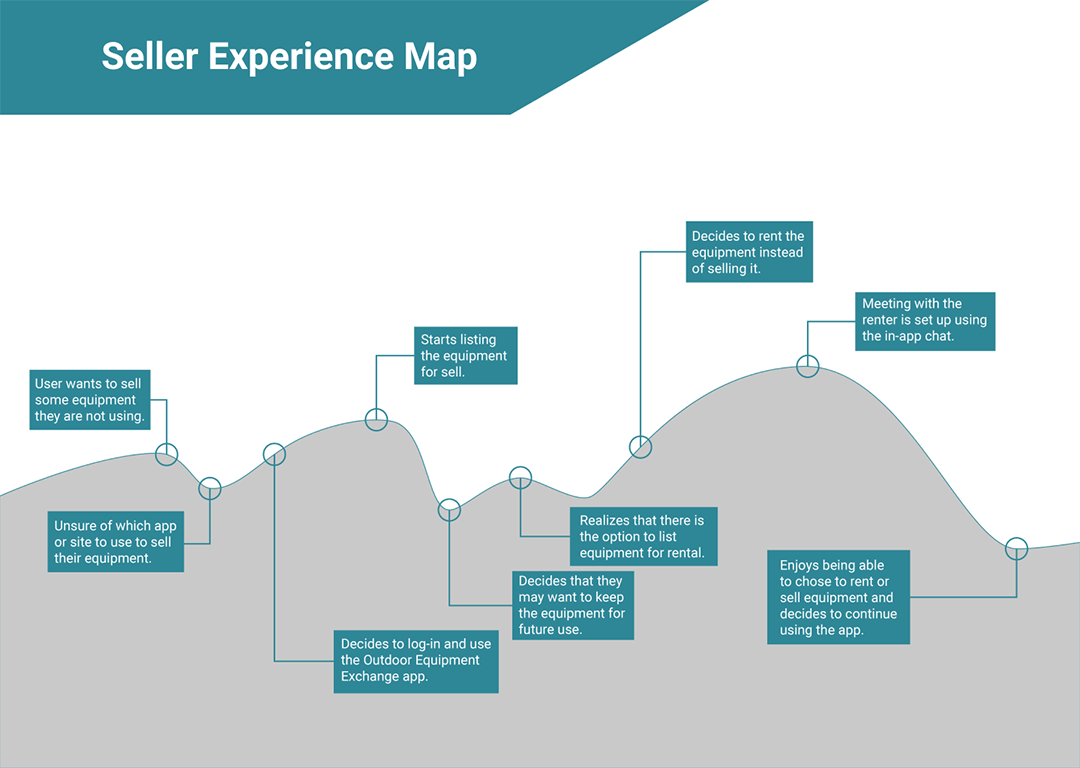 Seller Experience Map
User wants to sell
some equipment
they are not using.
Unsure of which app
or site to use to sell
their equipment.
Decides to log-in and use
the Outdoor Equipment
Exchange app.
Starts listing
the equipment
for sell.
Decides that they
may want to keep
the equipment for
future use.
Realizes that there is
the option to list
equipment for rental.
Decides to rent the
equipment instead
of selling it.
Meeting with the
renter is set up using
the in-app chat.
Enjoys being able
to chose to rent or
sell equipment and
decides to continue
using the app.